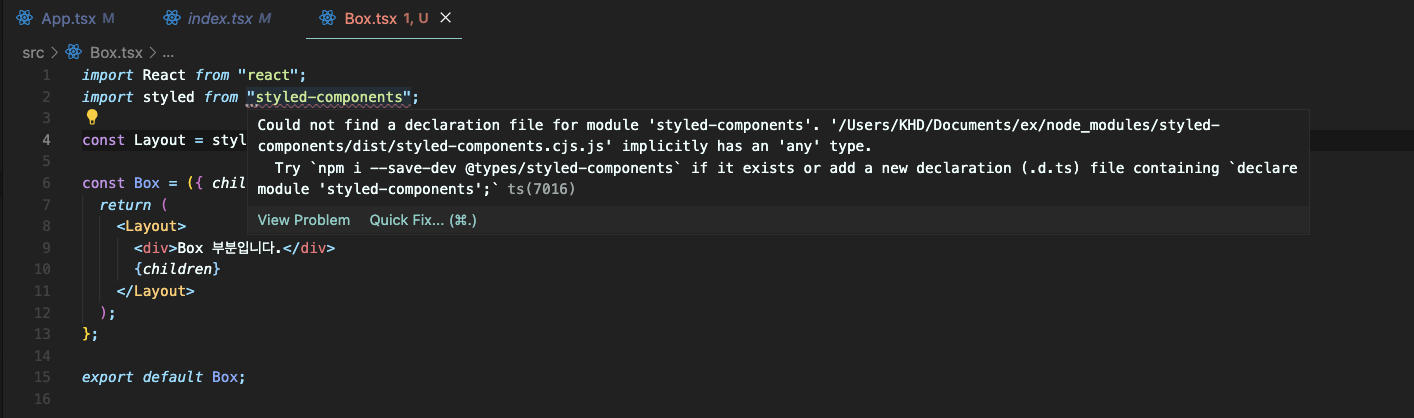 App.tsx M index.tsx M Box.tsx 1, U ×
src > Box.tsx > ...
1 import React from "react";
2 import styled from "styled-components";
3
Could not find a declaration file for module 'styled-components'. '/Users/KHD/Documents/ex/node_modules/styled-
4 const Layout = styl
components/dist/styled-components.cjs.js' implicitly has an 'any' type.
5
Try `npm i --save-dev @types/styled-components` if it exists or add a new declaration (.d.ts) file containing `declare
6 const Box = ({ chil
module 'styled-components';` ts(7016)
7 return (
View Problem Quick Fix... (⌘.)
8 <Layout>
9 <div>Box 부분입니다.</div>
10 {children}
11 </Layout>
12 );
13 };
14
15 export default Box;
16